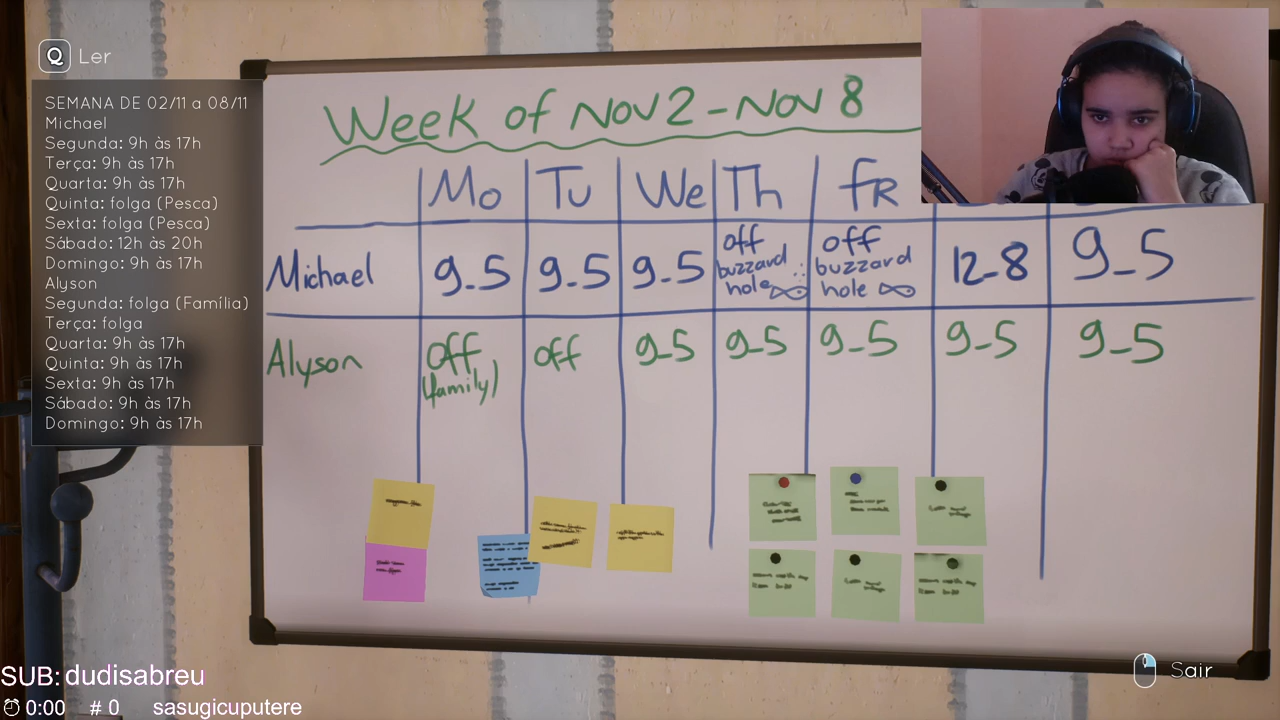 Q Ler
SEMANA DE 02/11 a 08/11
Michael
Segunda: 9h às 17h
Terça: 9h às 17h
Quarta: 9h às 17h
Quinta: folga (Pesca)
Sexta: folga (Pesca)
Sábado: 12h às 20h
Domingo: 9h às 17h
Alyson
Segunda: folga (Família)
Terça: folga
Quarta: 9h às 17h
Quinta: 9h às 17h
Sexta: 9h às 17h
Sábado: 9h às 17h
Domingo: 9h às 17h
Week of Nov 2 - Nov 8
Mo Tu We Th FR
Michael 9-5 9-5 9-5 off buzzard hole off buzzard hole 12-8 9-5
Alyson Off (family) off 9-5 9-5 9-5 9-5 9-5
Sair
SUB: dudisabreu
0:00 # 0 sasugicuputere